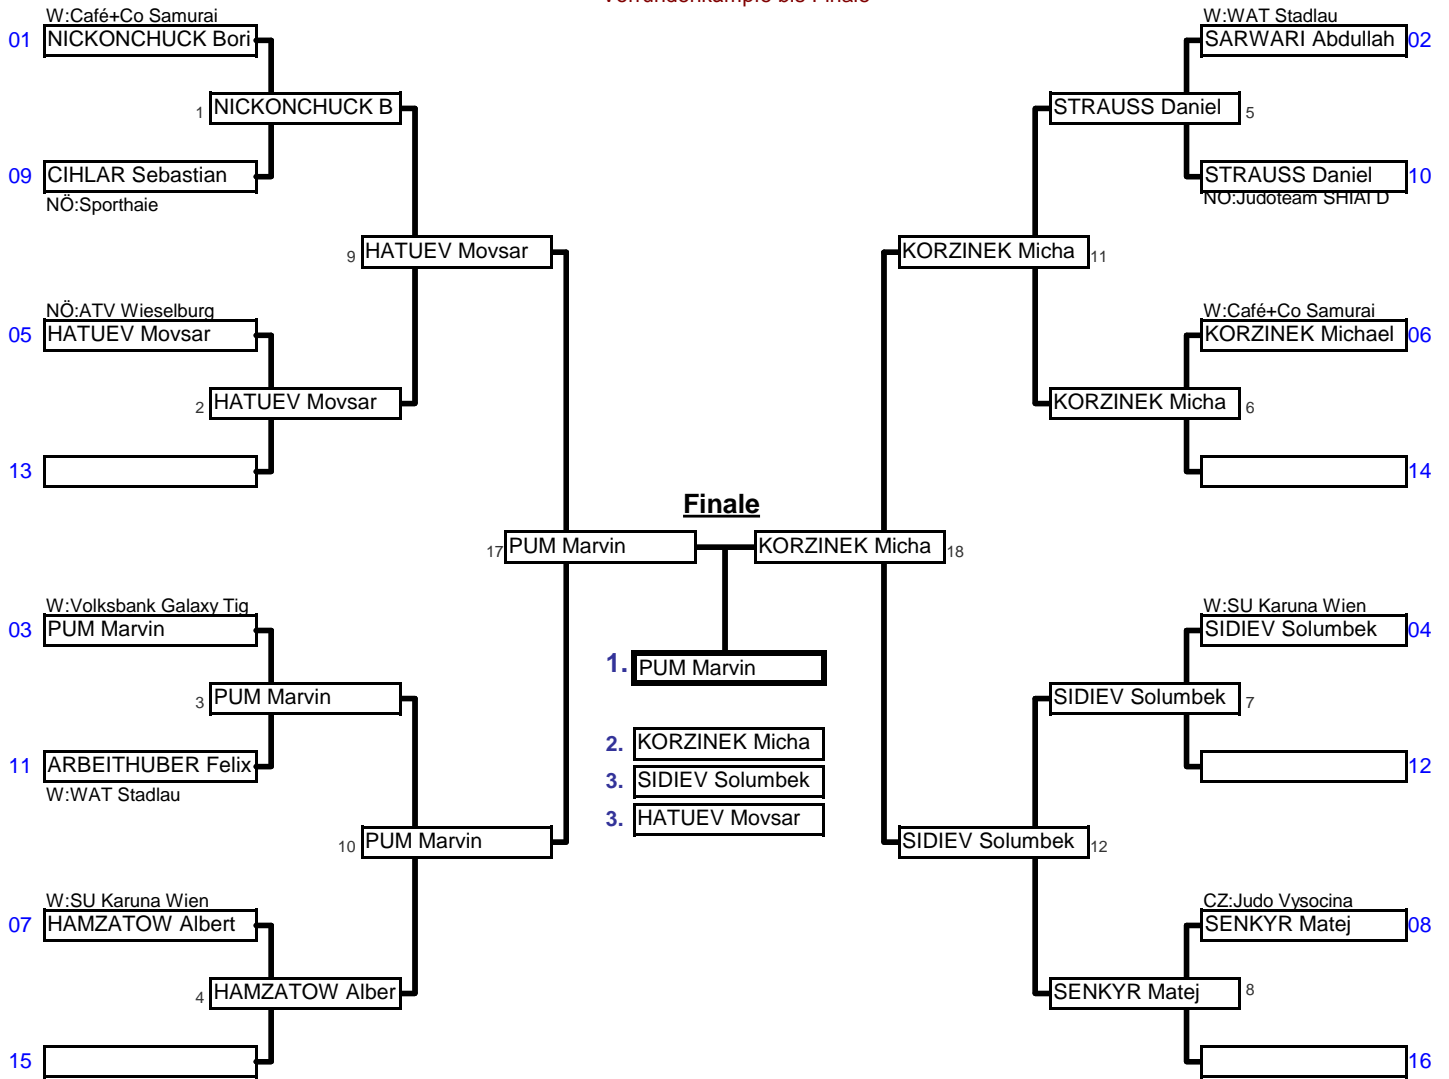 Vorrundenkämpfe bis Finale
W:Café+Co Samurai
01 NICKONCHUCK Bori
1 NICKONCHUCK B
09 CIHLAR Sebastian
NÖ:Sporthaie
9 HATUEV Movsar
NÖ:ATV Wieselburg
05 HATUEV Movsar
2 HATUEV Movsar
13
17 PUM Marvin
W:Volksbank Galaxy Tig
03 PUM Marvin
3 PUM Marvin
11 ARBEITHUBER Felix
W:WAT Stadlau
10 PUM Marvin
W:SU Karuna Wien
07 HAMZATOW Albert
4 HAMZATOW Alber
15
Finale
1. PUM Marvin
2. KORZINEK Micha
3. SIDIEV Solumbek
3. HATUEV Movsar
W:WAT Stadlau
SARWARI Abdullah 02
STRAUSS Daniel 5
STRAUSS Daniel 10
NÖ:Judoteam SHIAI D
KORZINEK Micha 11
W:Café+Co Samurai
KORZINEK Michael 06
KORZINEK Micha 6
14
KORZINEK Micha 18
W:SU Karuna Wien
SIDIEV Solumbek 04
SIDIEV Solumbek 7
12
SIDIEV Solumbek 12
CZ:Judo Vysocina
SENKYR Matej 08
SENKYR Matej 8
16